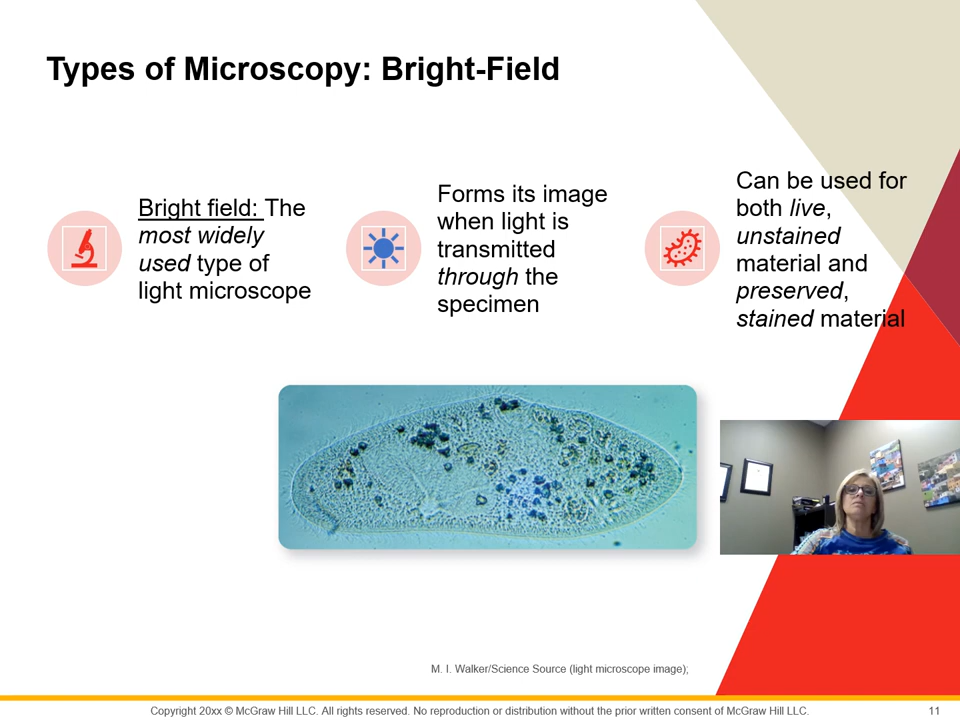 Types of Microscopy: Bright-Field
Bright field: The
most widely
used type of
light microscope
Forms its image
when light is
transmitted
through the
specimen
Can be used for
both live,
unstained
material and
preserved,
stained material
M. I. Walker/Science Source (light microscope image);
Copyright 20xx © McGraw Hill LLC. All rights reserved. No reproduction or distribution without the prior written consent of McGraw Hill LLC.
11